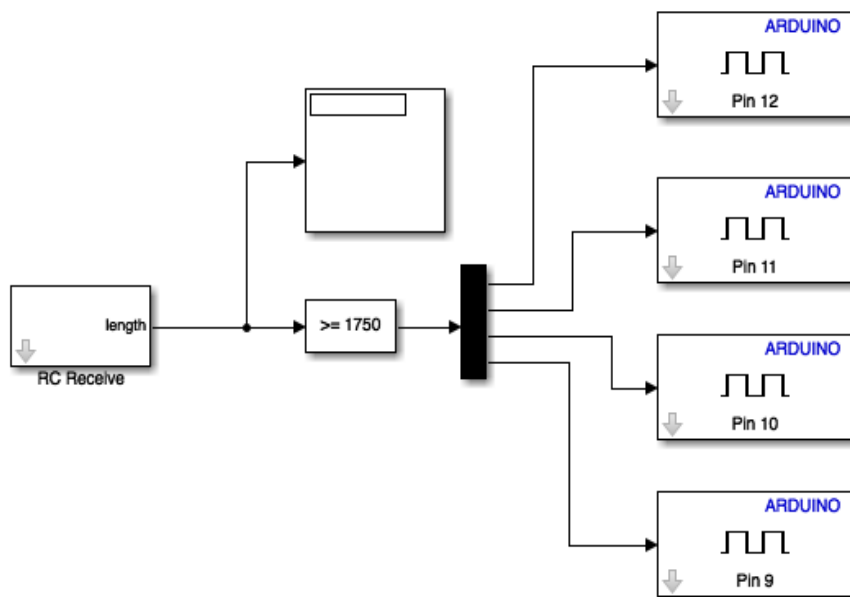 ARDUINO
Pin 12
ARDUINO
Pin 11
length
RC Receive
>= 1750
ARDUINO
Pin 10
ARDUINO
Pin 9